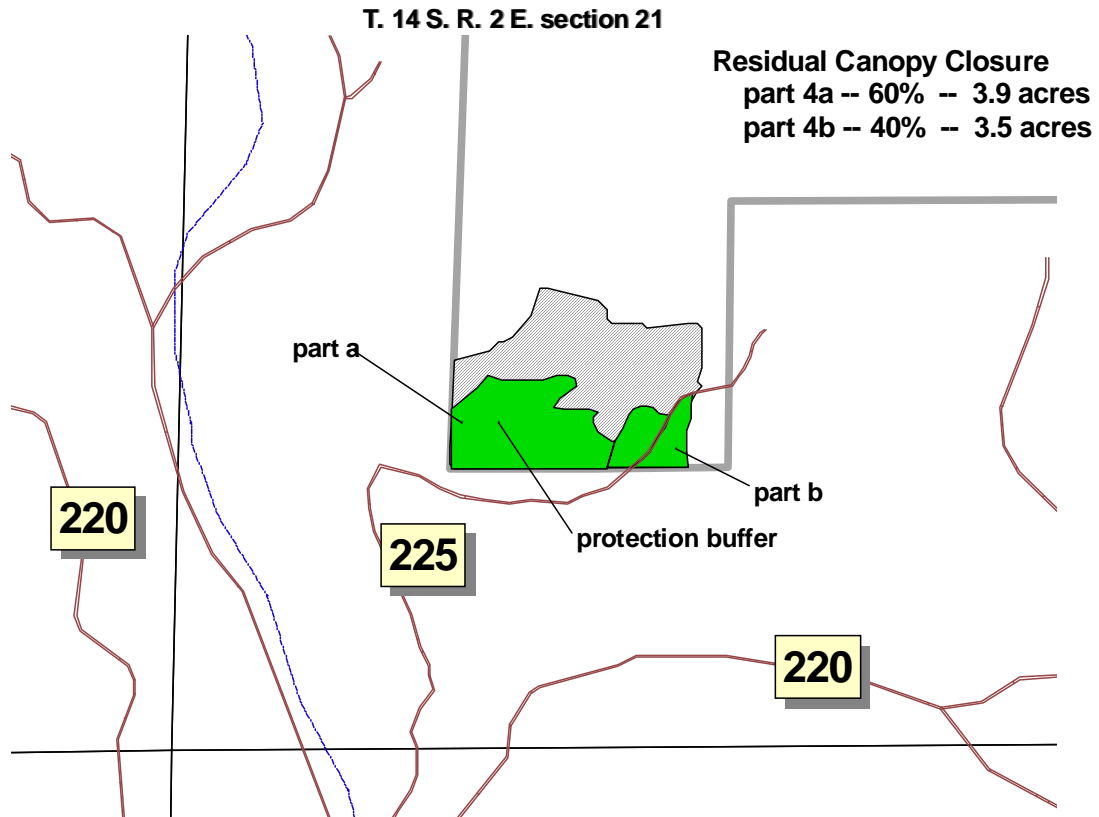 T. 14 S. R. 2 E. section 21
Residual Canopy Closure
part 4a -- 60% -- 3.9 acres
part 4b -- 40% -- 3.5 acres
part a
part b
220
protection buffer
225
220